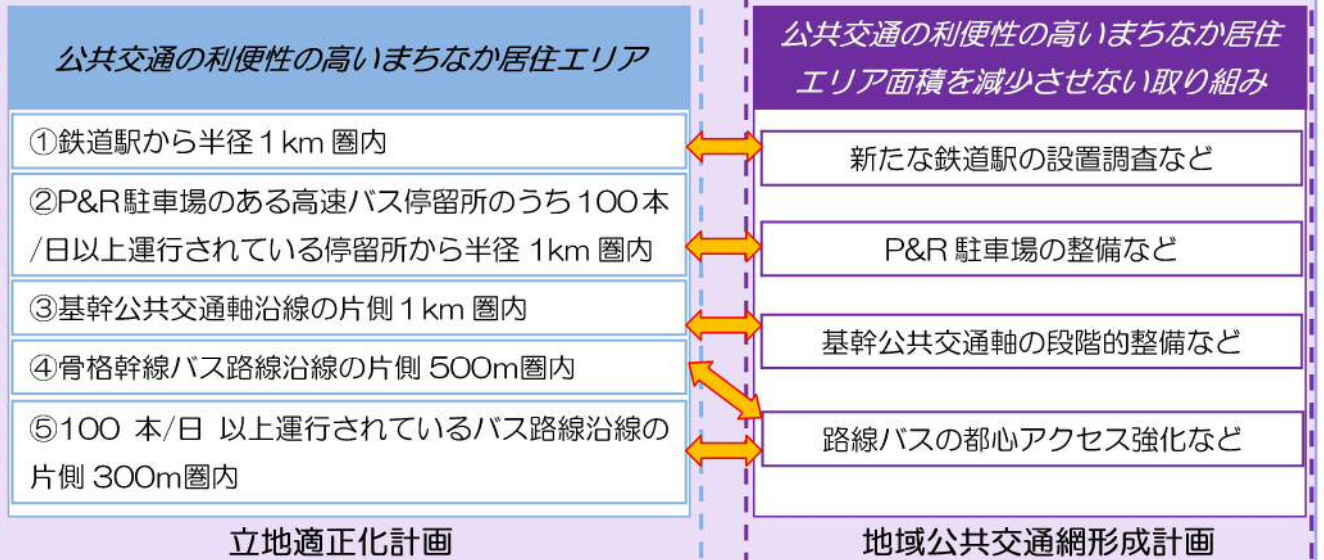 公共交通の利便性の高いまちなか居住エリア
①鉄道駅から半径1km圏内
②P&R駐車場のある高速バス停留所のうち100本
/日以上運行されている停留所から半径 1km 圏内
③基幹公共交通軸沿線の片側1km 圏内
④骨格幹線バス路線沿線の片側 500m圏内
⑤100 本/日 以上運行されているバス路線沿線の
片側 300m圏内
立地適正化計画
公共交通の利便性の高いまちなか居住
エリア面積を減少させない取り組み
新たな鉄道駅の設置調査など
P&R 駐車場の整備など
基幹公共交通軸の段階的整備など
路線バスの都心アクセス強化など
地域公共交通網形成計画